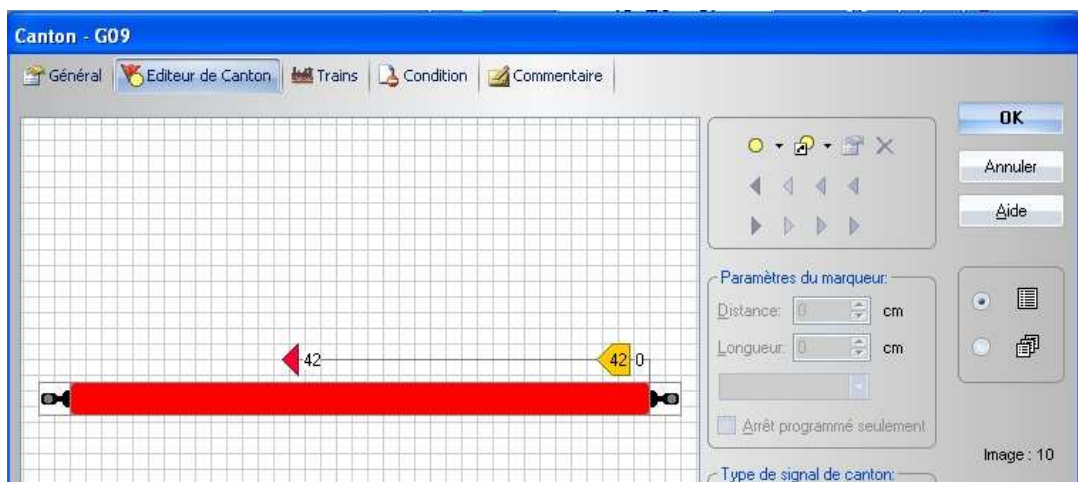 Canton - G09
Général Editeur de Canton Trains Condition Commentaire
OK
Annuler
Aide
Paramètres du marqueur:
Distance: 0 cm
Longueur: 0 cm
42 42 0
Arrêt programmé seulement
Image : 10
Type de signal de canton: